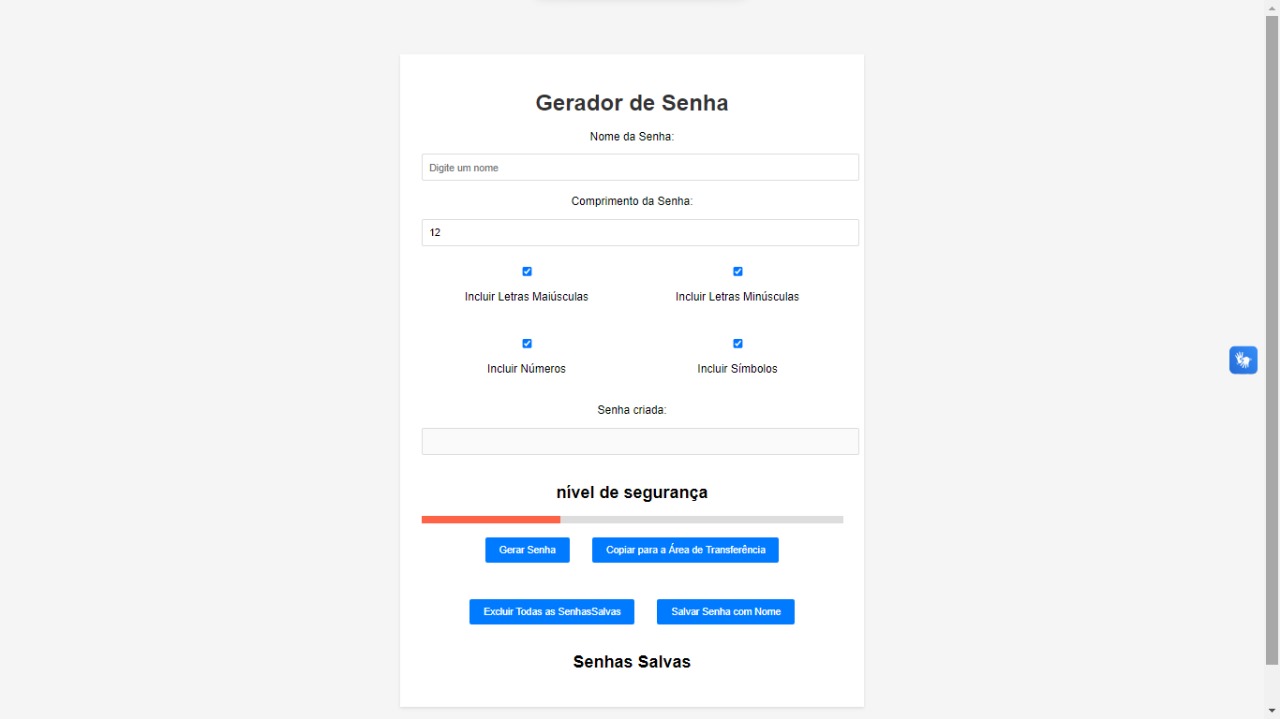 Gerador de Senha
Nome da Senha:
Digite um nome
Comprimento da Senha:
12
Incluir Letras Maiúsculas
Incluir Letras Minúsculas
Incluir Números
Incluir Símbolos
Senha criada:
nível de segurança
Gerar Senha
Copiar para a Área de Transferência
Excluir Todas as SenhasSalvas
Salvar Senha com Nome
Senhas Salvas